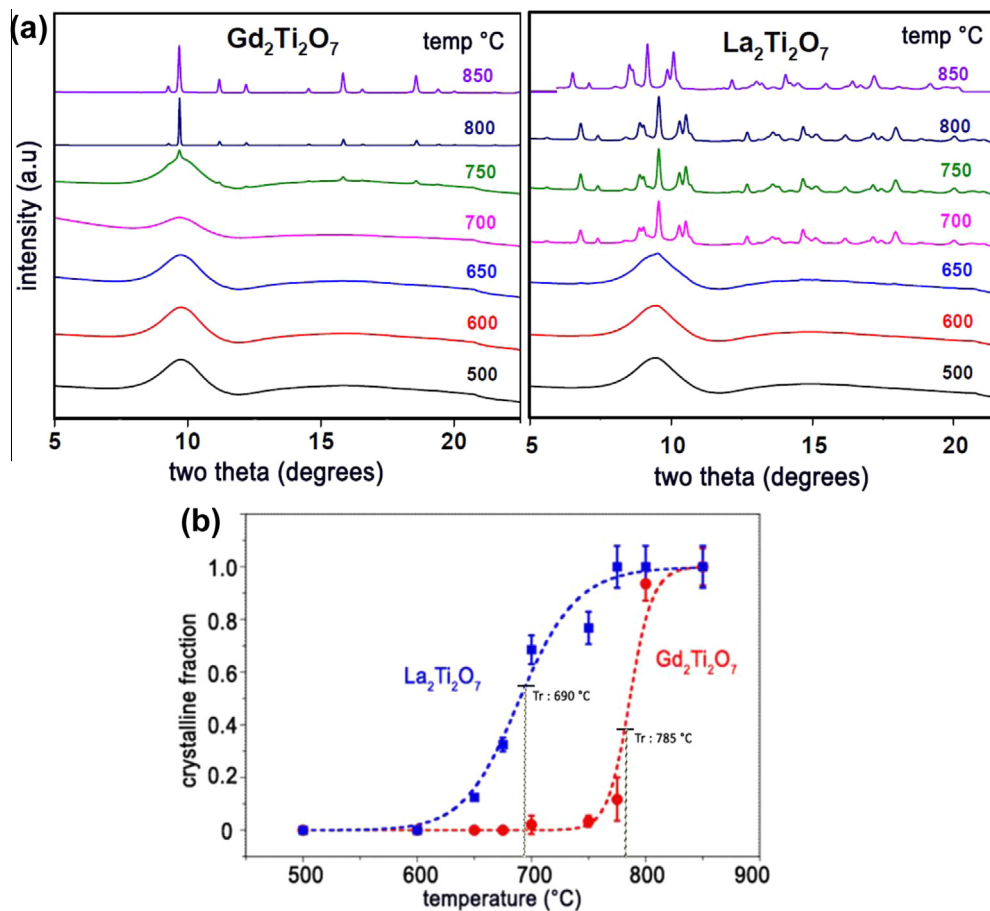 (a)
Gd2Ti2O7
temp °C
850
800
750
700
650
600
500
5 10 15 20
two theta (degrees)
intensity (a.u)
La2Ti2O7
temp °C
850
800
750
700
650
600
500
5 10 15 20
two theta (degrees)
(b)
1.0
0.8
0.6
0.4
0.2
0
crystalline fraction
La2Ti2O7
Gd2Ti2O7
Tr : 690 °C
Tr : 785 °C
500 600 700 800 900
temperature (°C)